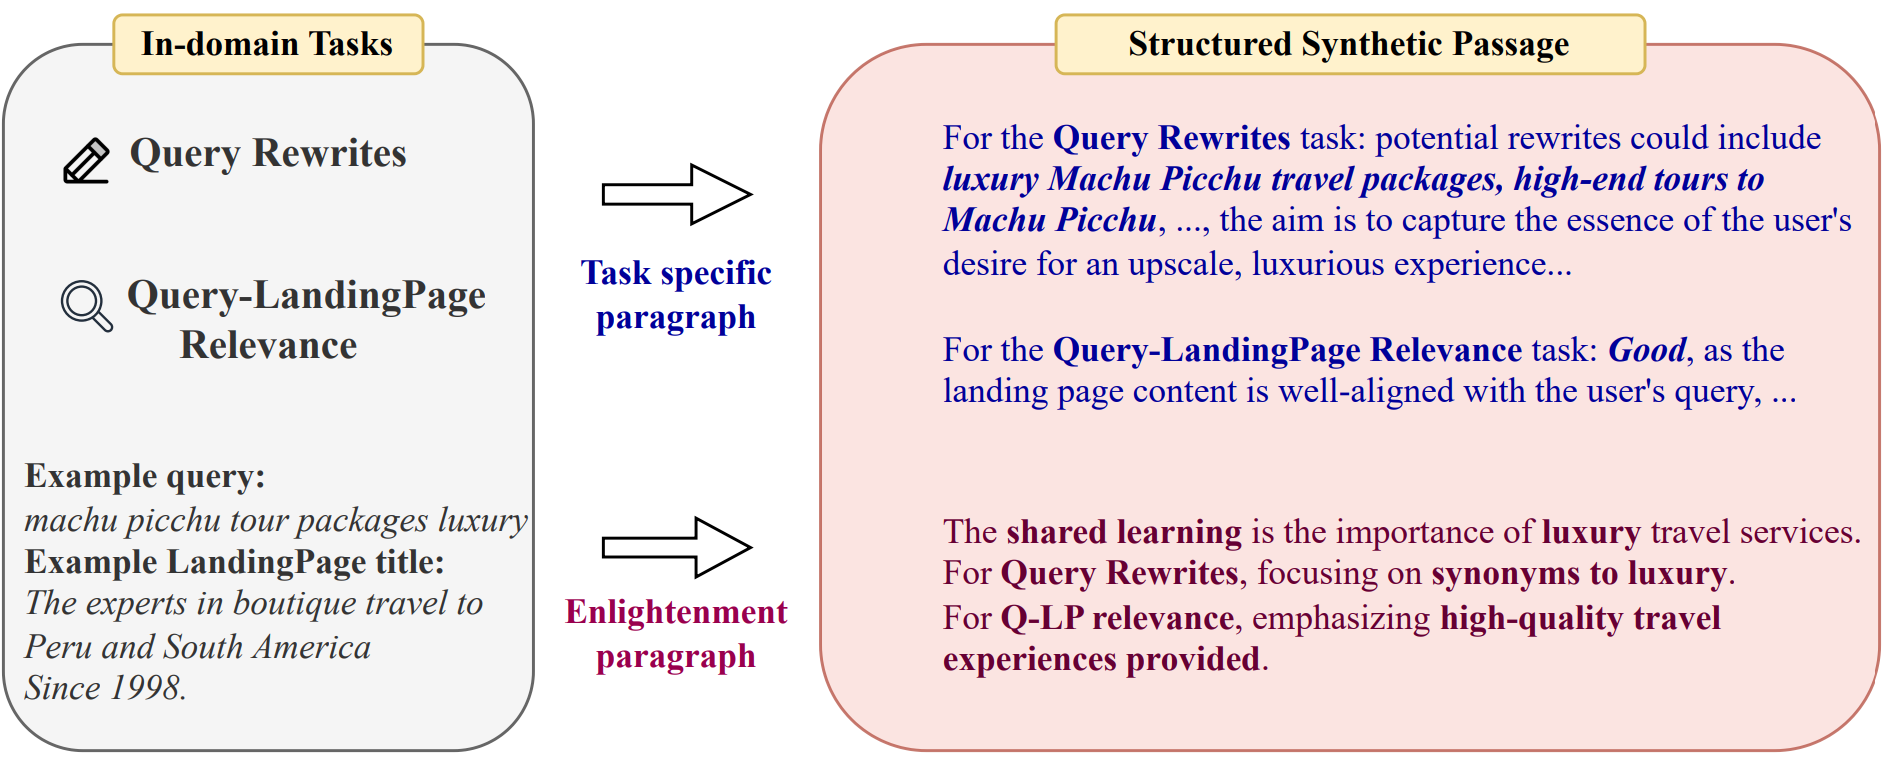 In-domain Tasks
Query Rewrites
Query-LandingPage
Relevance
Example query:
machu picchu tour packages luxury
Example LandingPage title:
The experts in boutique travel to
Peru and South America
Since 1998.
Task specific
paragraph
Enlightenment
paragraph
Structured Synthetic Passage
For the Query Rewrites task: potential rewrites could include
luxury Machu Picchu travel packages, high-end tours to
Machu Picchu, ..., the aim is to capture the essence of the user's
desire for an upscale, luxurious experience...
For the Query-LandingPage Relevance task: Good, as the
landing page content is well-aligned with the user's query, ...
The shared learning is the importance of luxury travel services.
For Query Rewrites, focusing on synonyms to luxury.
For Q-LP relevance, emphasizing high-quality travel
experiences provided.